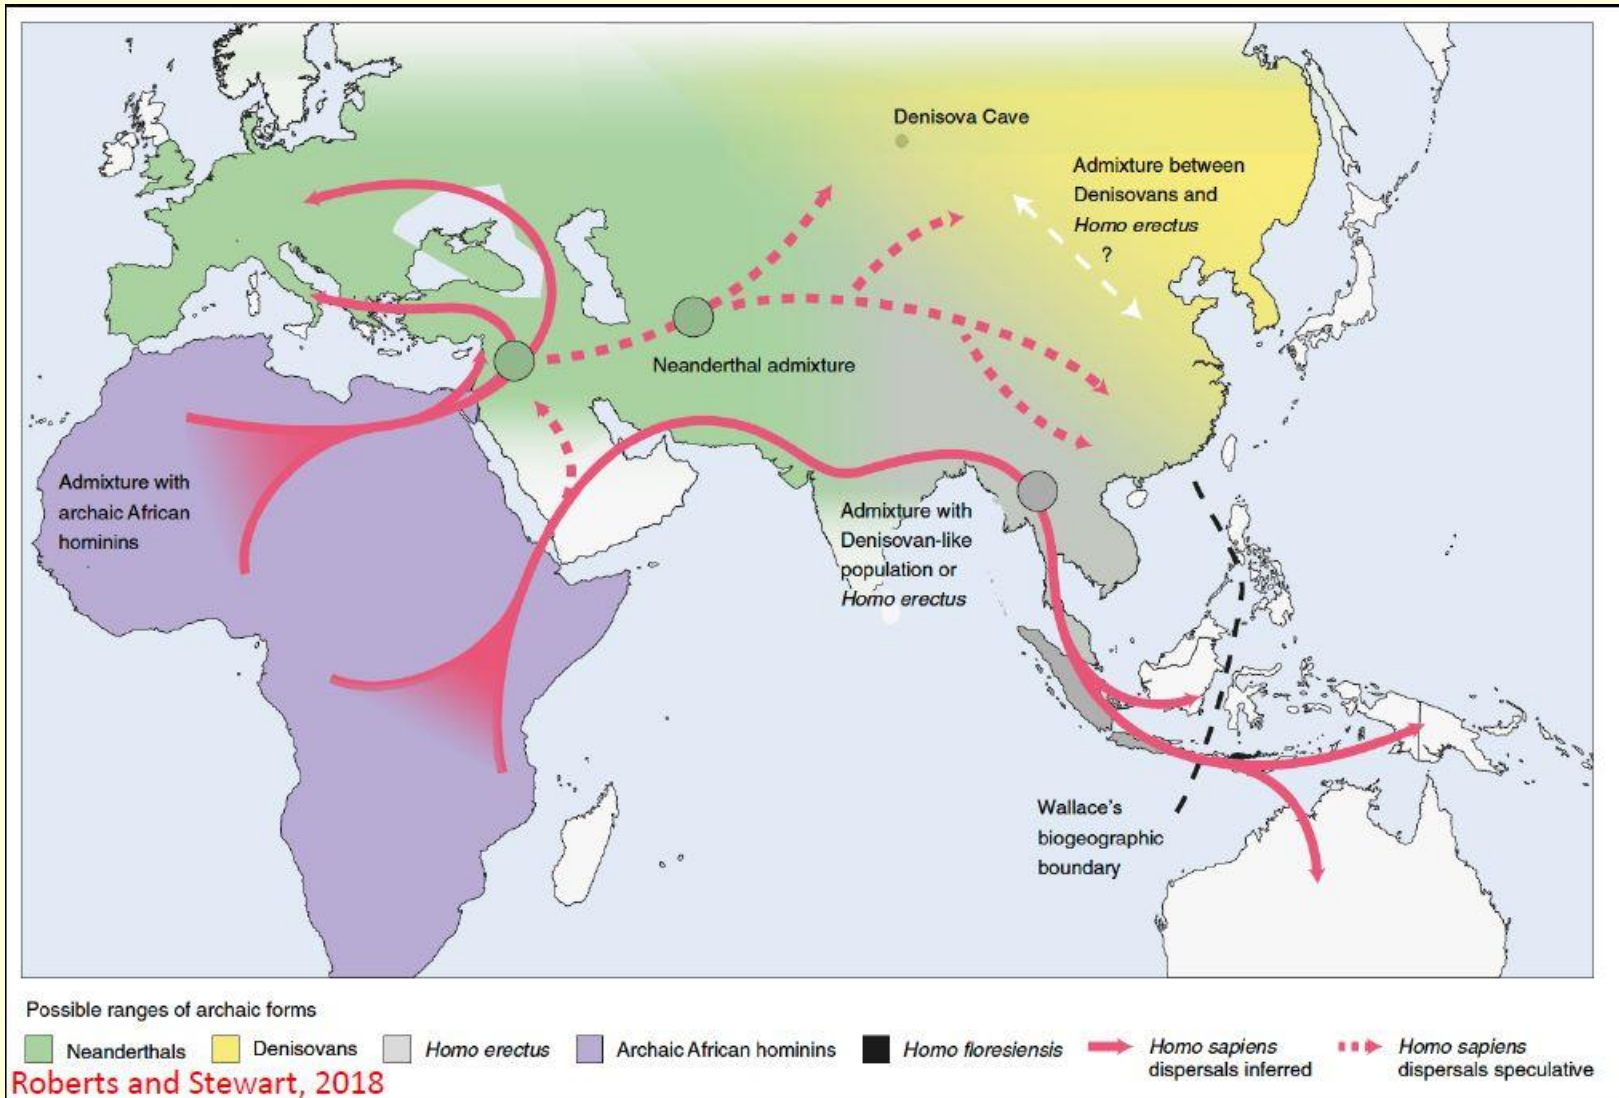 Denisova Cave
Admixture between
Denisovans and
Homo erectus
?
Neanderthal admixture
Admixture with
archaic African
hominins
Admixture with
Denisovan-like
population or
Homo erectus
Wallace's
biogeographic
boundary
Possible ranges of archaic forms
Neanderthals
Denisovans
Homo erectus
Archaic African hominins
Homo floresiensis
Homo sapiens
dispersals inferred
Homo sapiens
dispersals speculative
Roberts and Stewart, 2018